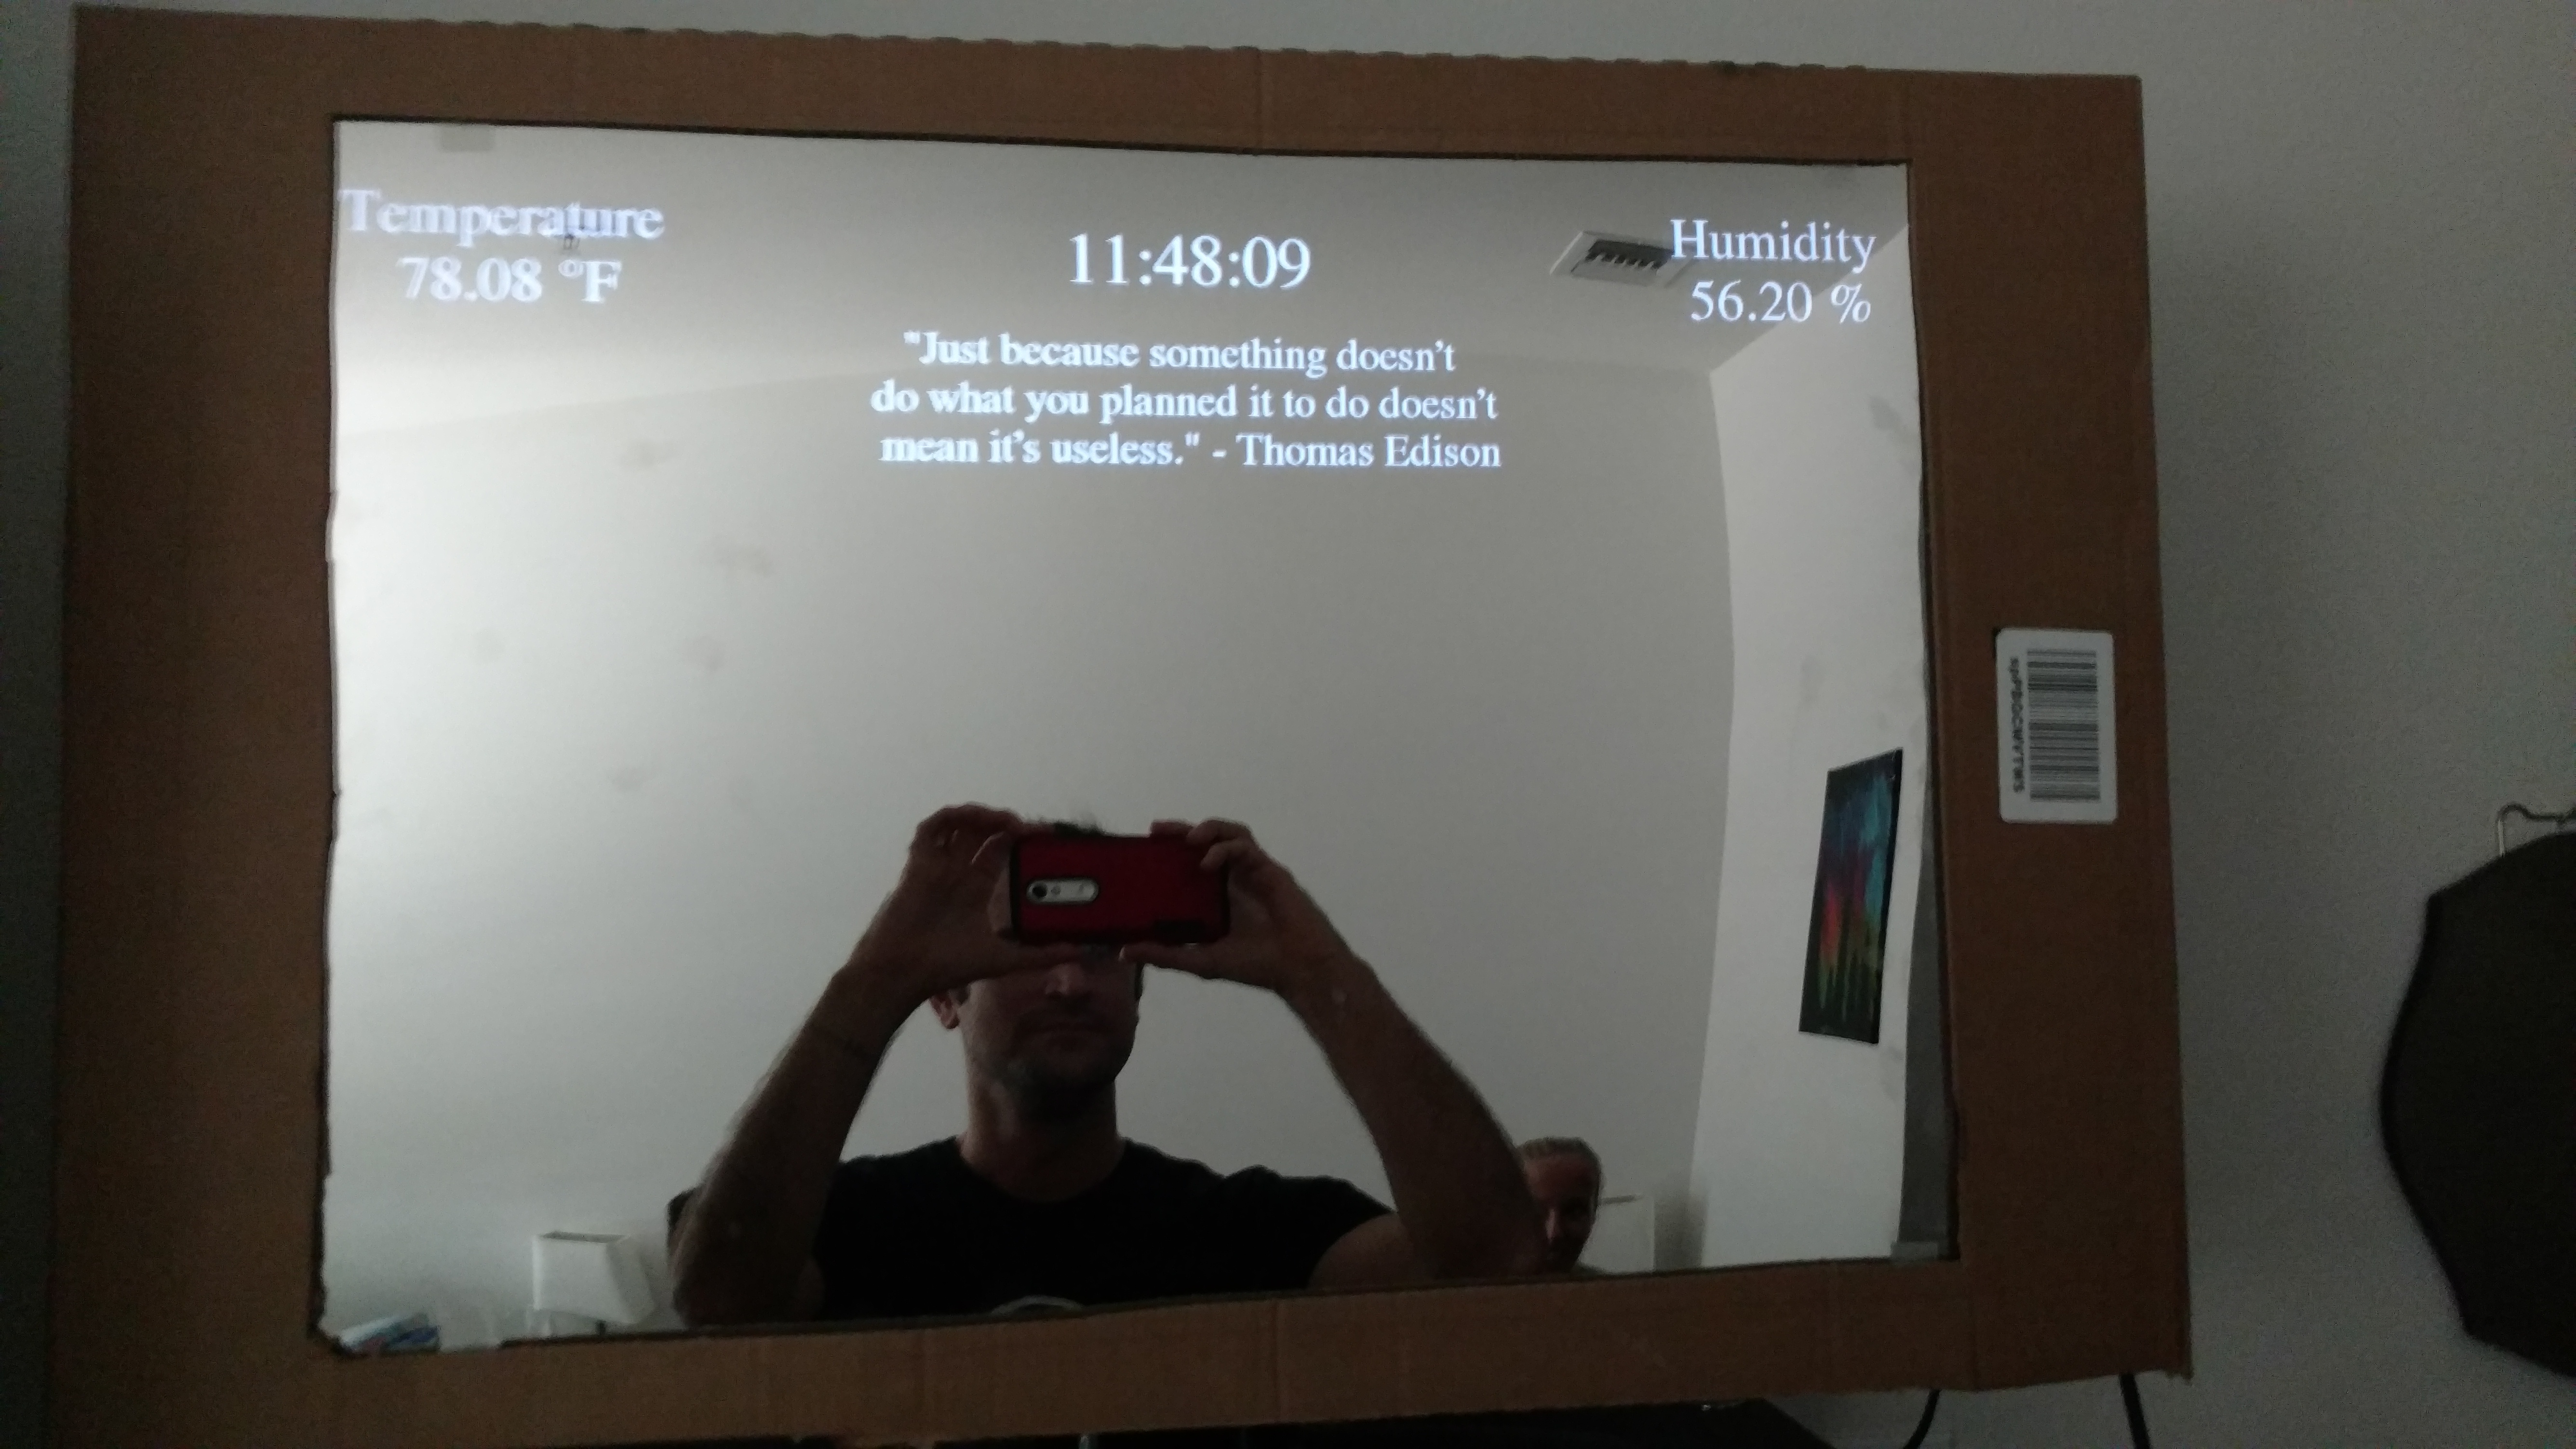 Temperature
78.08 °F
11:48:09
Humidity
56.20 %
"Just because something doesn't
do what you planned it to do doesn't
mean it's useless." - Thomas Edison